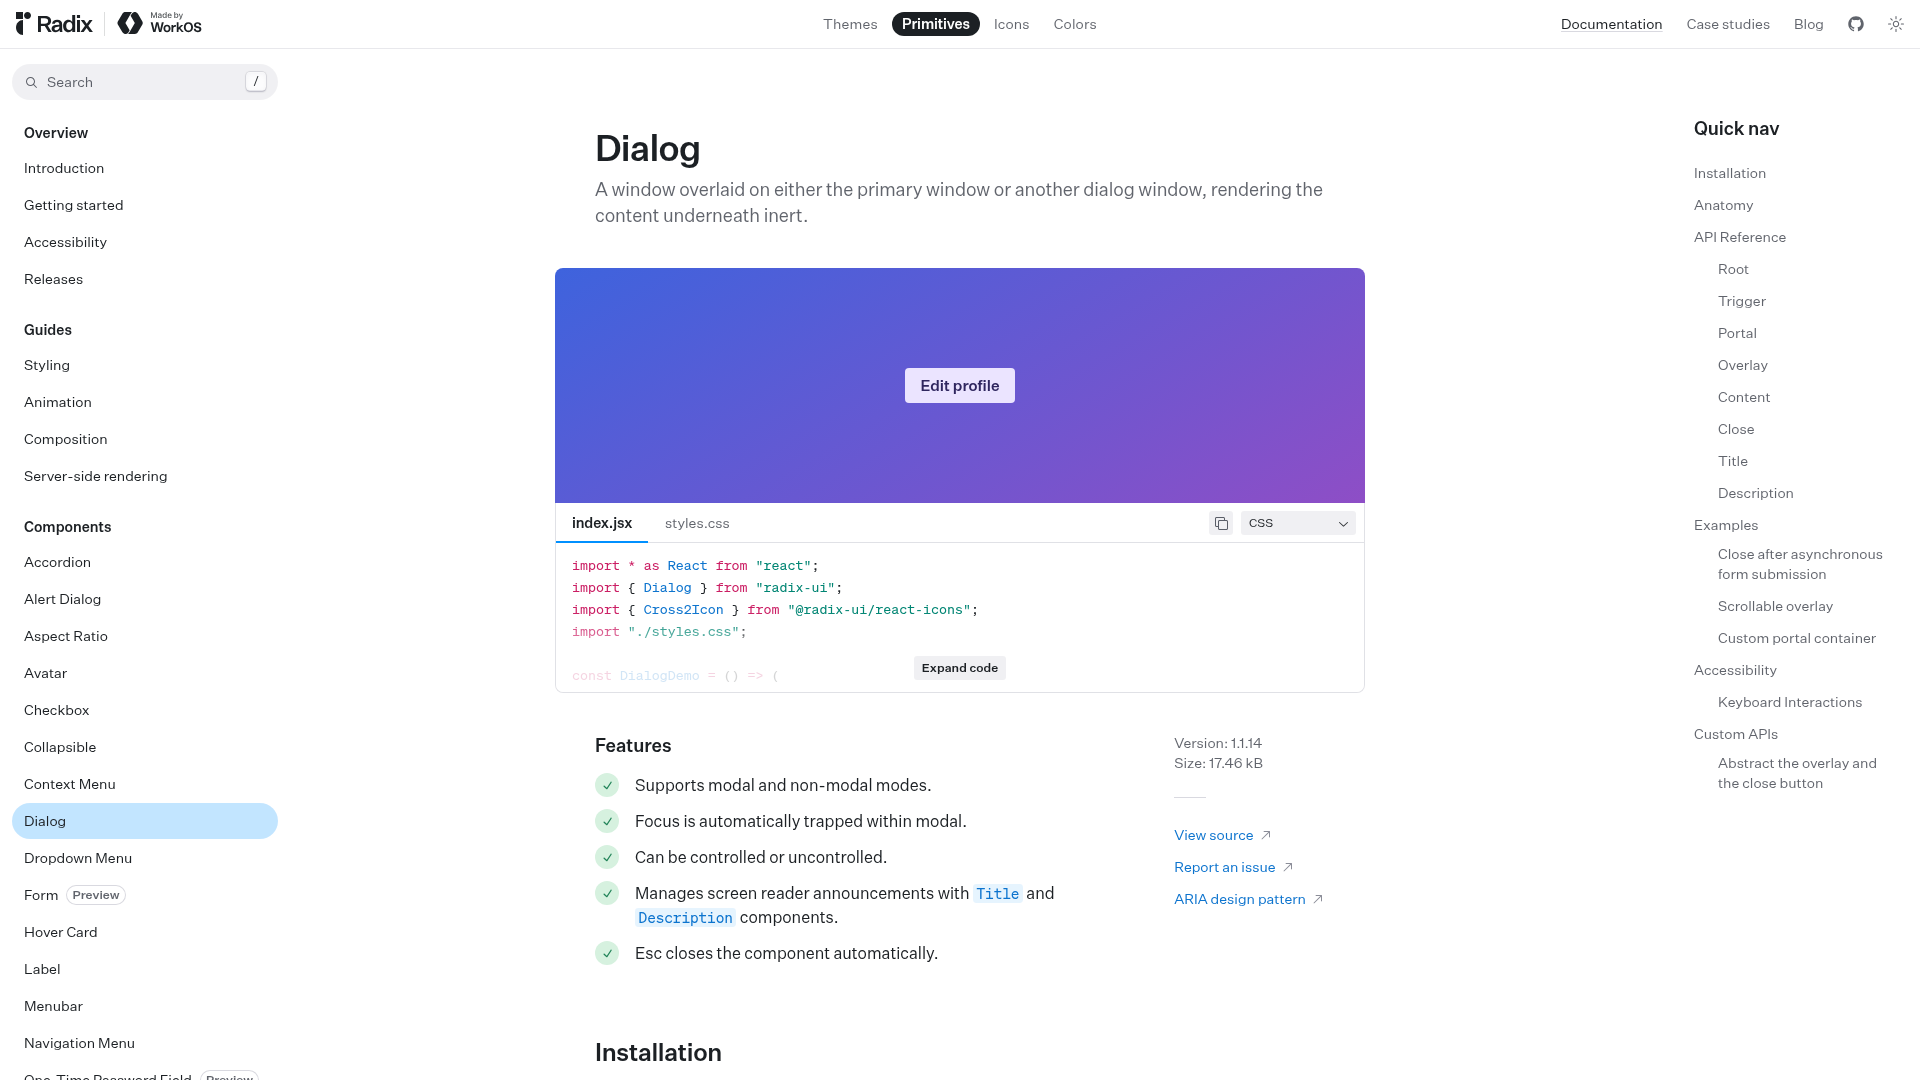 Radix
Made by
WorkOS
Themes
Primitives
Icons
Colors
Documentation
Case studies
Blog
Search
/
Overview
Introduction
Getting started
Accessibility
Releases
Guides
Styling
Animation
Composition
Server-side rendering
Components
Accordion
Alert Dialog
Aspect Ratio
Avatar
Checkbox
Collapsible
Context Menu
Dialog
Dropdown Menu
Form Preview
Hover Card
Label
Menubar
Navigation Menu
One-Time Password Field Preview
Dialog
A window overlaid on either the primary window or another dialog window, rendering the
content underneath inert.
Edit profile
index.jsx
styles.css
CSS
import * as React from "react";
import { Dialog } from "radix-ui";
import { Cross2Icon } from "@radix-ui/react-icons";
import "./styles.css";
const DialogDemo = () => (
Expand code
Features
Supports modal and non-modal modes.
Focus is automatically trapped within modal.
Can be controlled or uncontrolled.
Manages screen reader announcements with Title and
Description components.
Esc closes the component automatically.
Version: 1.1.14
Size: 17.46 kB
View source
Report an issue
ARIA design pattern
Installation
Quick nav
Installation
Anatomy
API Reference
Root
Trigger
Portal
Overlay
Content
Close
Title
Description
Examples
Close after asynchronous
form submission
Scrollable overlay
Custom portal container
Accessibility
Keyboard Interactions
Custom APIs
Abstract the overlay and
the close button